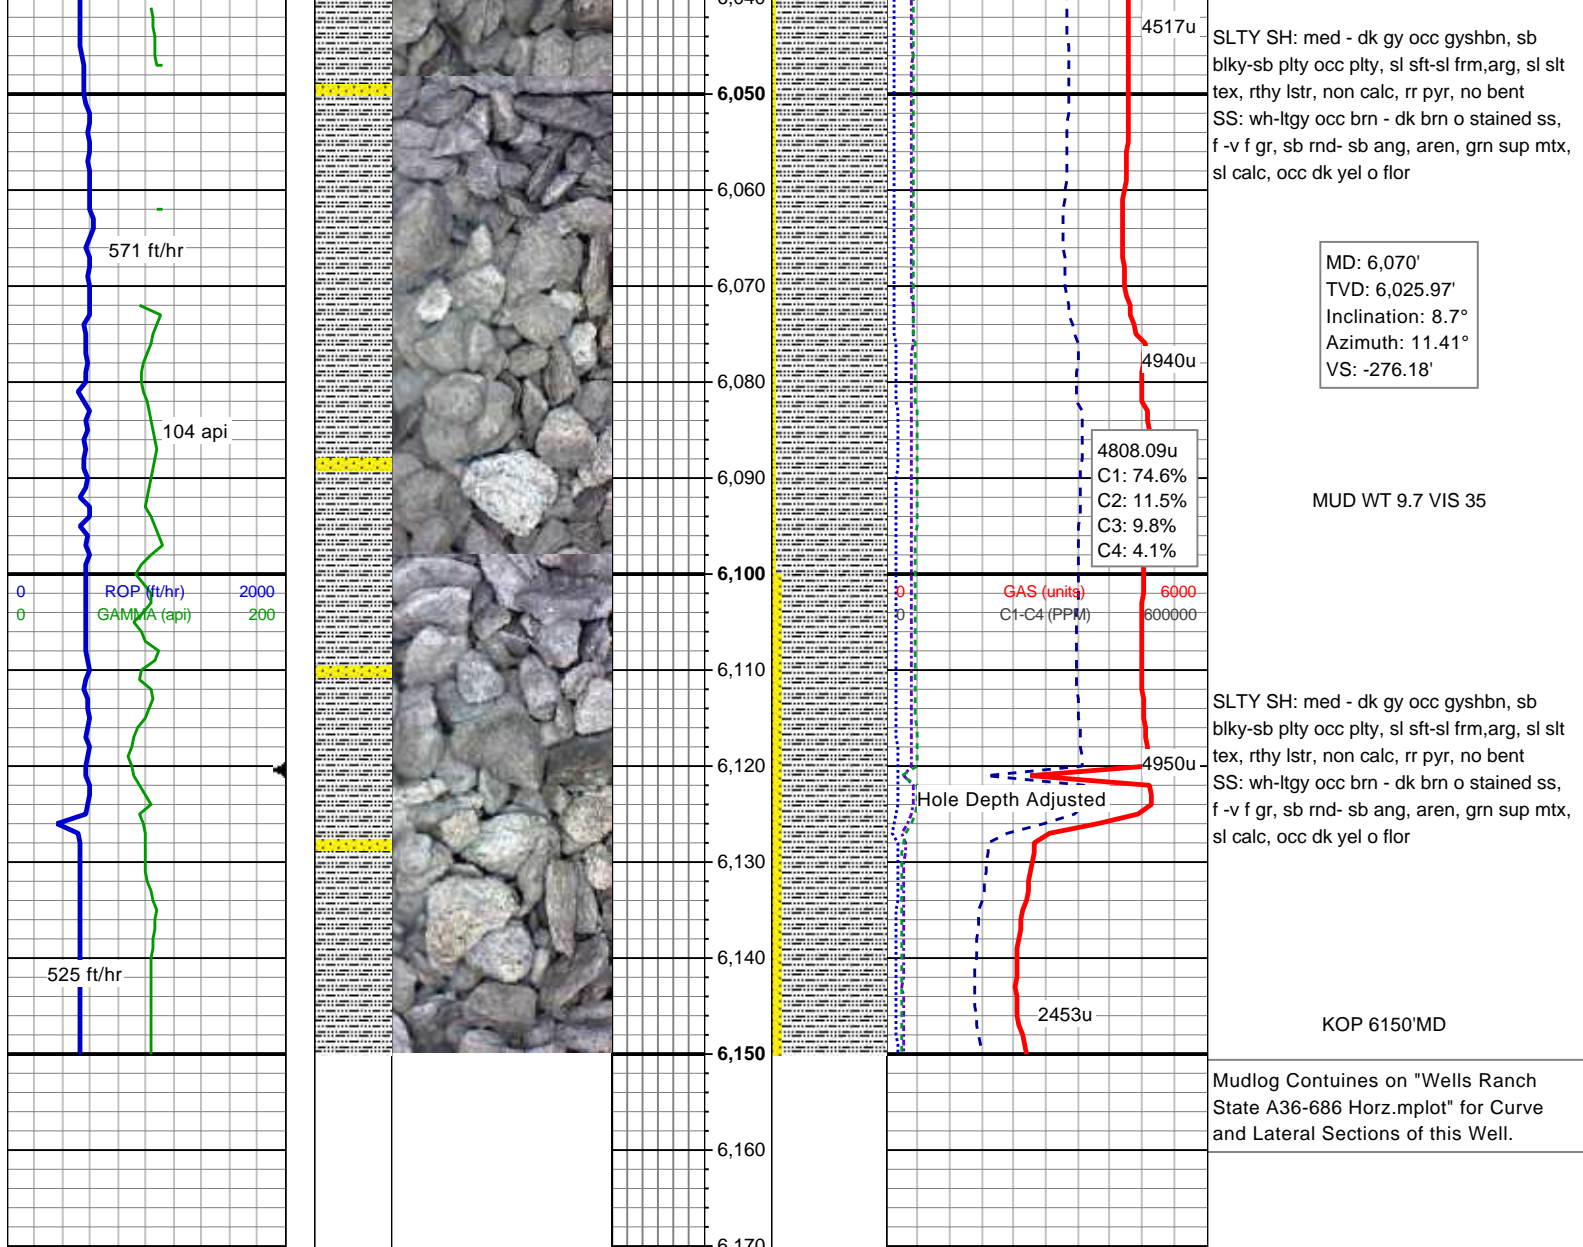 6,040
4517u
SLTY SH: med - dk gy occ gyshbn, sb
blky-sb plty occ plty, sl sft-sl frm,arg, sl slt
tex, rthy lstr, non calc, rr pyr, no bent
SS: wh-ltgy occ brn - dk brn o stained ss,
f -v f gr, sb rnd- sb ang, aren, grn sup mtx,
sl calc, occ dk yel o flor
6,050
6,060
571 ft/hr
MD: 6,070'
TVD: 6,025.97'
Inclination: 8.7°
Azimuth: 11.41°
VS: -276.18'
6,070
4940u
6,080
104 api
4808.09u
C1: 74.6%
C2: 11.5%
C3: 9.8%
C4: 4.1%
6,090
MUD WT 9.7 VIS 35
6,100
0 ROP (ft/hr) 2000
0 GAMMA (api) 200
0 GAS (units) 6000
0 C1-C4 (PPM) 600000
6,110
SLTY SH: med - dk gy occ gyshbn, sb
blky-sb plty occ plty, sl sft-sl frm,arg, sl slt
tex, rthy lstr, non calc, rr pyr, no bent
SS: wh-ltgy occ brn - dk brn o stained ss,
f -v f gr, sb rnd- sb ang, aren, grn sup mtx,
sl calc, occ dk yel o flor
6,120
4950u
Hole Depth Adjusted
6,130
6,140
525 ft/hr
2453u
KOP 6150'MD
6,150
Mudlog Contuines on "Wells Ranch
State A36-686 Horz.mplot" for Curve
and Lateral Sections of this Well.
6,160
6,170